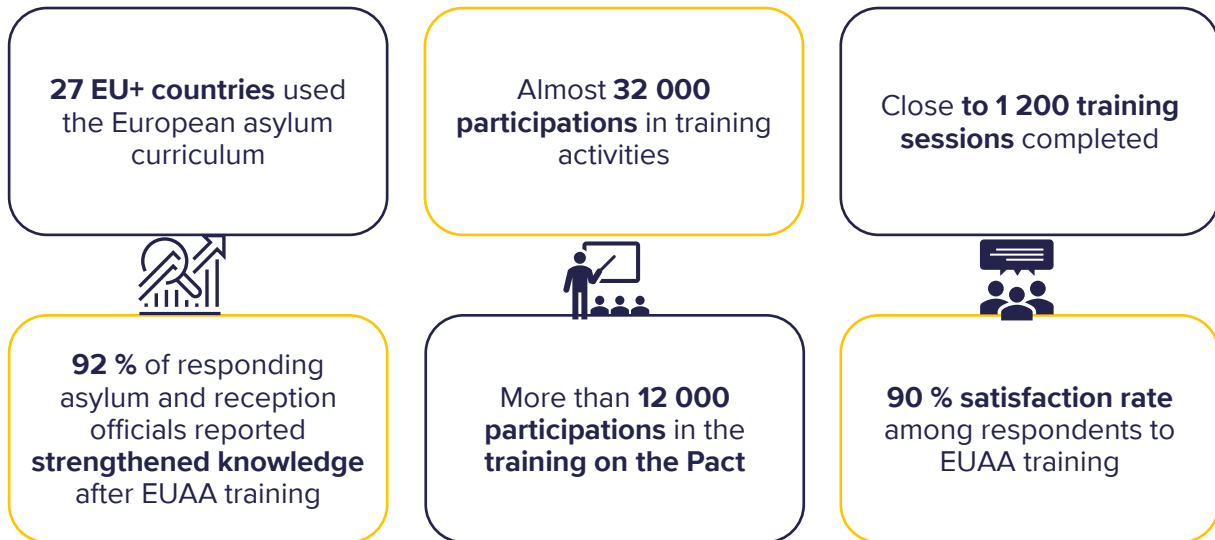 27 EU+ countries used
the European asylum
curriculum
Almost 32 000
participations in training
activities
Close to 1 200 training
sessions completed
92 % of responding
asylum and reception
officials reported
strengthened knowledge
after EUAA training
More than 12 000
participations in the
training on the Pact
90 % satisfaction rate
among respondents to
EUAA training